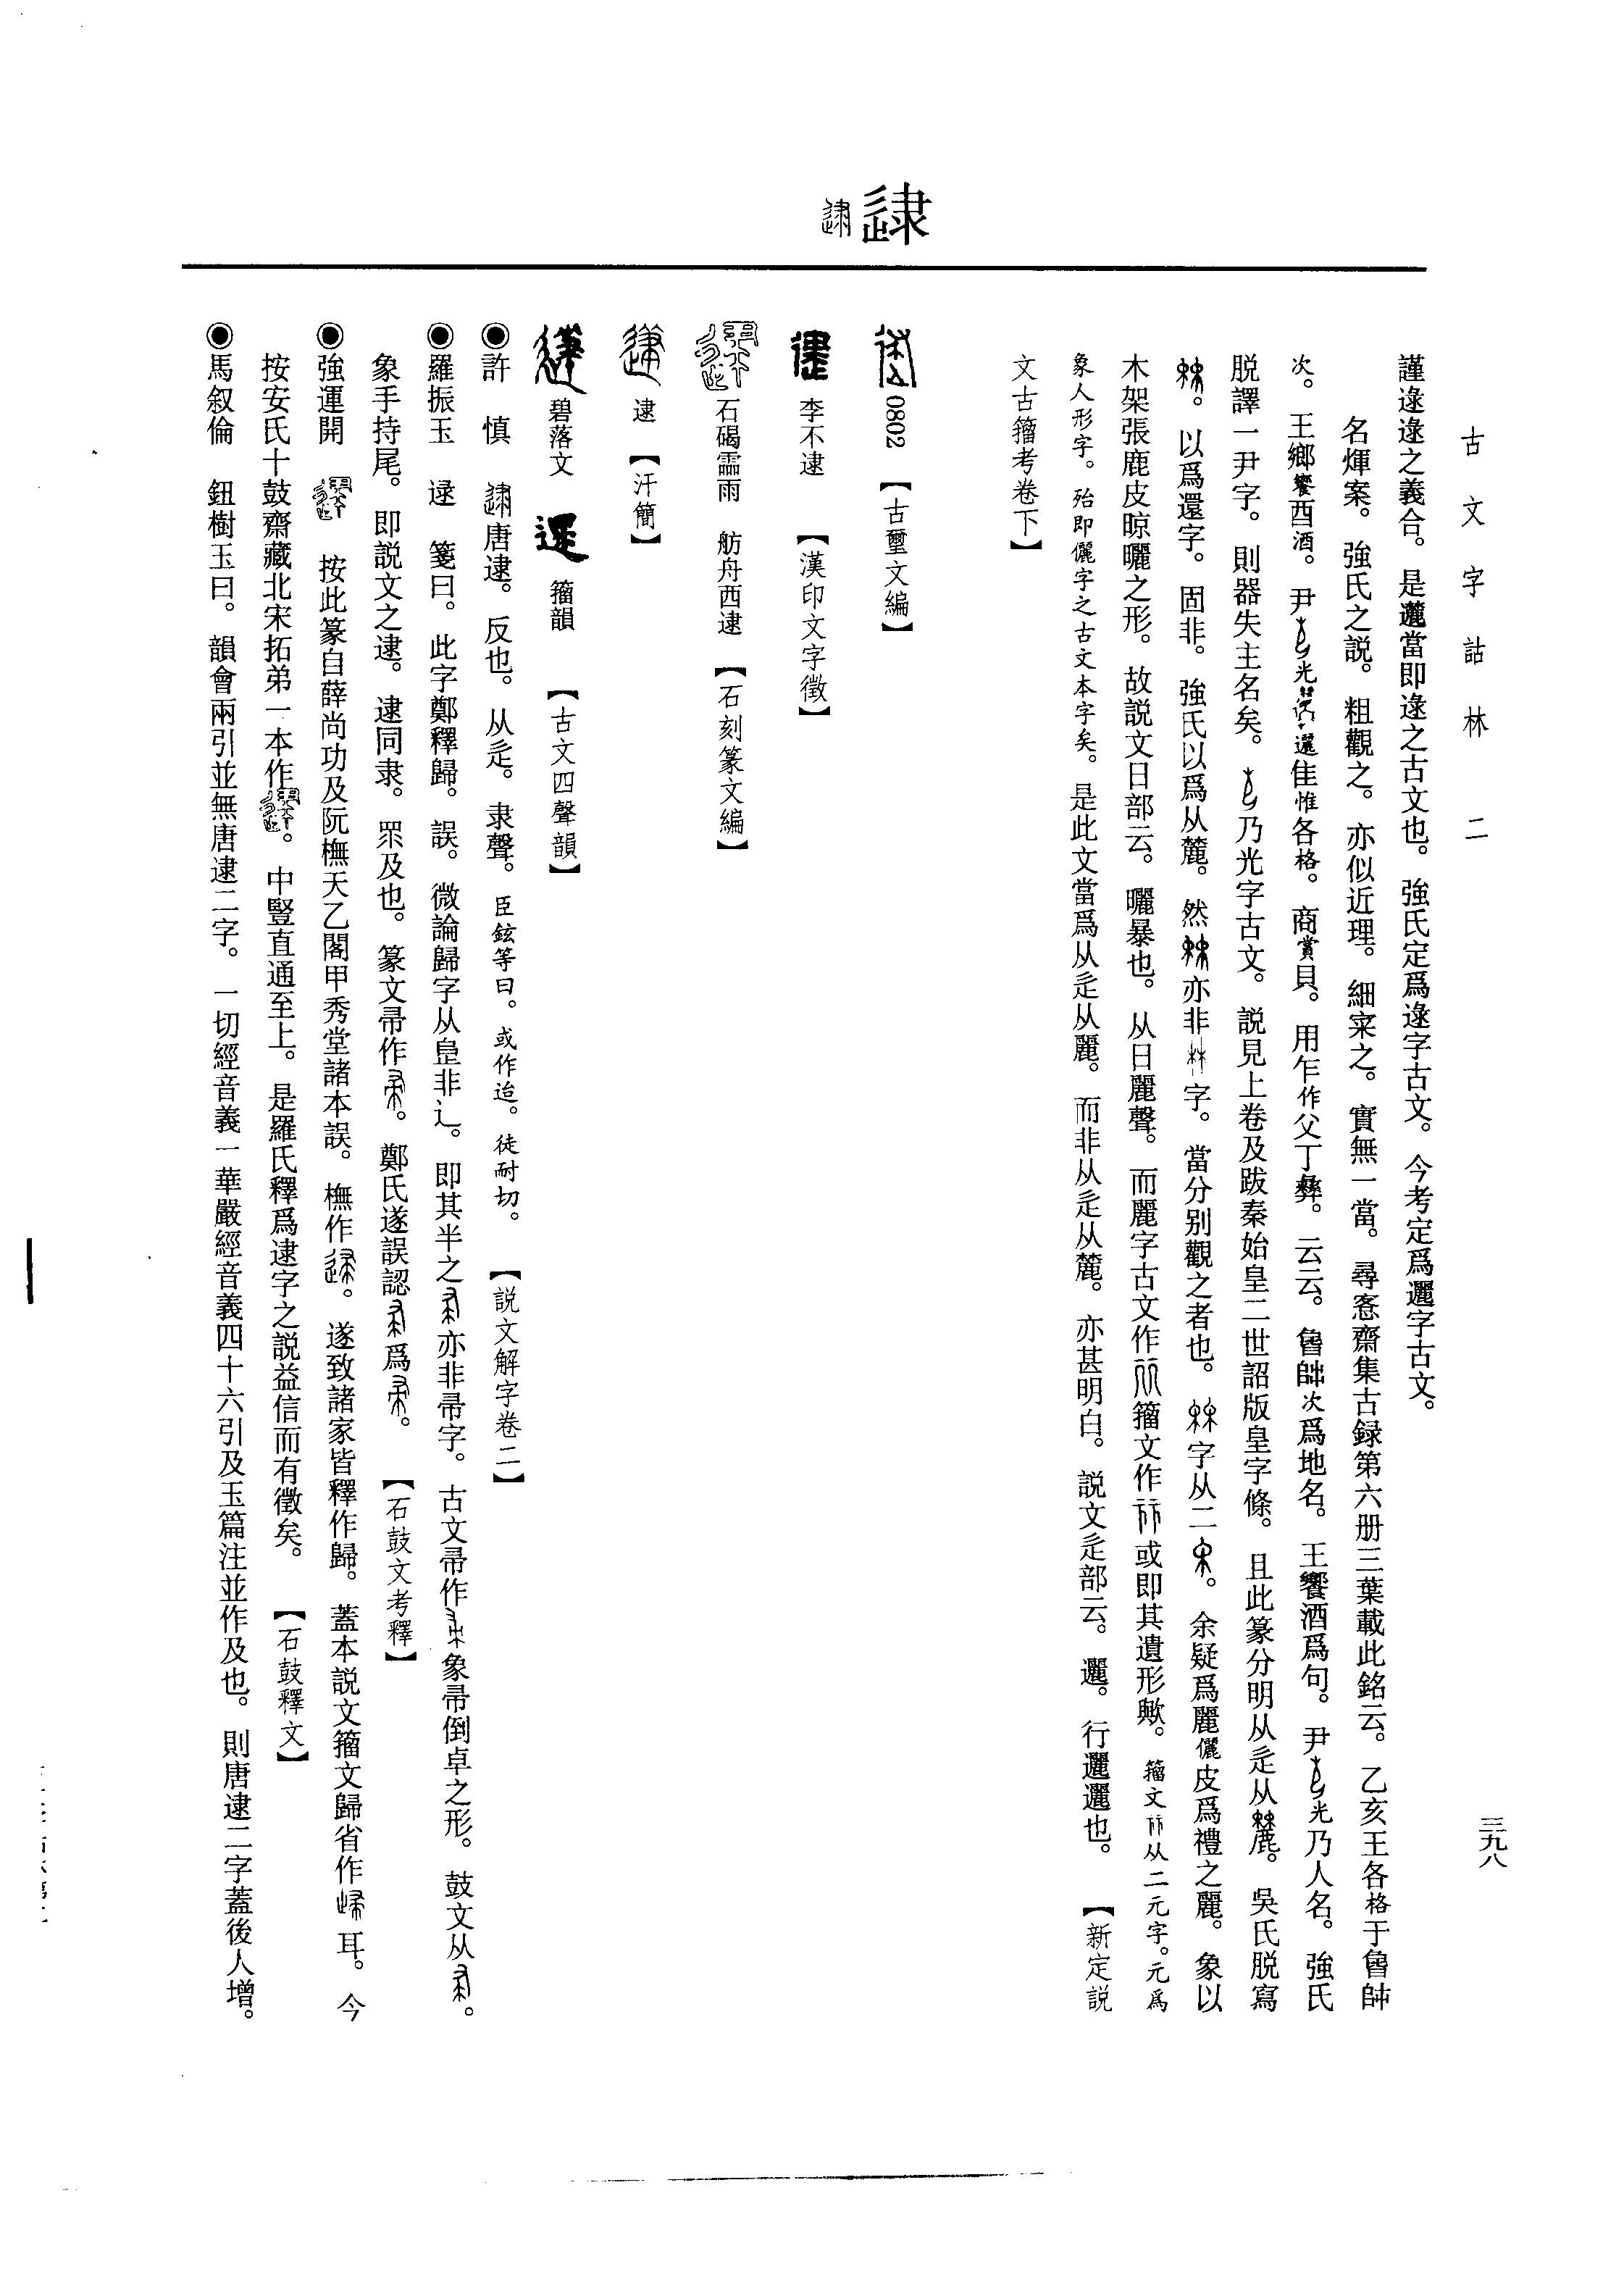 古文字詁林 二
三九八
謹逯逯之義合。是邐當即逯之古文也。強氏定爲逯字古文。今考定爲邐字古文。
名煇案。強氏之説。粗觀之。亦似近理。細寀之。實無一當。尋愙齋集古録第六册三葉載此銘云。乙亥王各格于魯𠂤
次。王鄉饗酉酒。尹光邐隹惟各格。商賞貝。用乍作父丁彝。云云。魯𠂤次爲地名。王饗酒爲句。尹光乃人名。強氏
脱譯一尹字。則器失主名矣。乃光字古文。説見上卷及跋秦始皇二世詔版皇字條。且此篆分明从辵从。吳氏脱寫
。以爲還字。固非。強氏以爲从麓。然亦非字。當分别觀之者也。字从二。余疑爲麗儷皮爲禮之麗。象以
木架張鹿皮晾曬之形。故説文日部云。曬暴也。从日麗聲。而麗字古文作籀文作或即其遺形歟。籀文从二元字。元爲
象人形字。殆即儷字之古文本字矣。是此文當爲从辵从麗。而非从辵从麓。亦甚明白。説文辵部云。邐。行邐邐也。【新定説
文古籀考卷下】
逮
0802 【古璽文編】
李不逮 【漢印文字徵】
石碣霝雨 舫舟西逮 【石刻篆文編】
逮 【汗簡】
碧落文 籀韻 【古文四聲韻】
◉許 慎 唐逮。反也。从辵。隶聲。臣鉉等曰。或作迨。徒耐切。 【説文解字卷二】
◉羅振玉 逯 箋曰。此字鄭釋歸。誤。微論歸字从皀非辶。即其半之亦非帚字。古文帚作象帚倒卓之形。鼓文从。
象手持尾。即説文之逮。逮同隶。眔及也。篆文帚作。鄭氏遂誤認爲。 【石鼓文考釋】
◉強運開 按此篆自薛尚功及阮橅天乙閣甲秀堂諸本誤。橅作。遂致諸家皆釋作歸。蓋本説文籀文歸省作耳。今
按安氏十鼓齋藏北宋拓弟一本作。中豎直通至上。是羅氏釋爲逮字之説益信而有徵矣。 【石鼓釋文】
◉馬叙倫 鈕樹玉曰。韻會兩引並無唐逮二字。一切經音義一華嚴經音義四十六引及玉篇注並作及也。則唐逮二字蓋後人增。